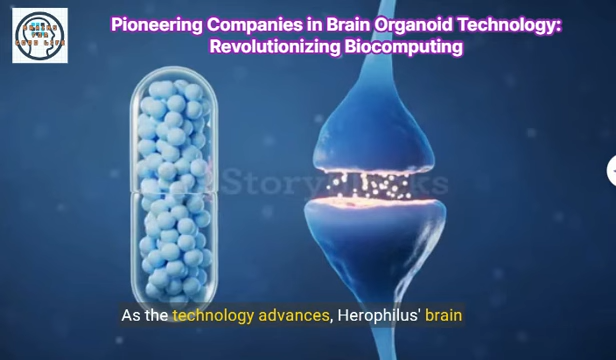 Pioneering Companies in Brain Organoid Technology:
Revolutionizing Biocomputing
As the technology advances, Herophilus' brain